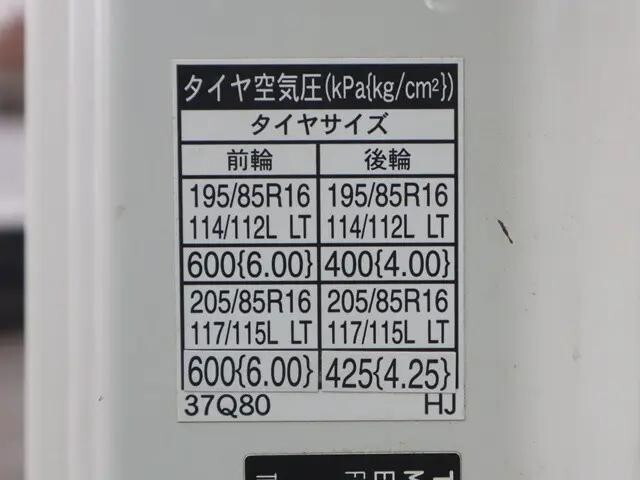 タイヤ空気圧(kPa{kg/cm²})
タイヤサイズ
前輪 後輪
195/85R16 195/85R16
114/112L LT 114/112L LT
600{6.00} 400{4.00}
205/85R16 205/85R16
117/115L LT 117/115L LT
600{6.00} 425{4.25}
37Q80 HJ